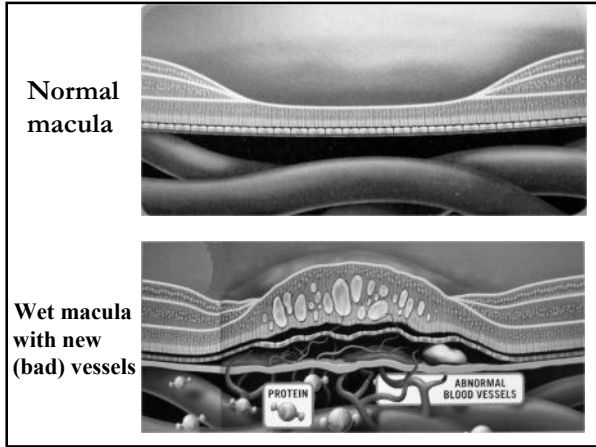 Normal
macula
Wet macula
with new
(bad) vessels
PROTEIN
ABNORMAL
BLOOD VESSELS